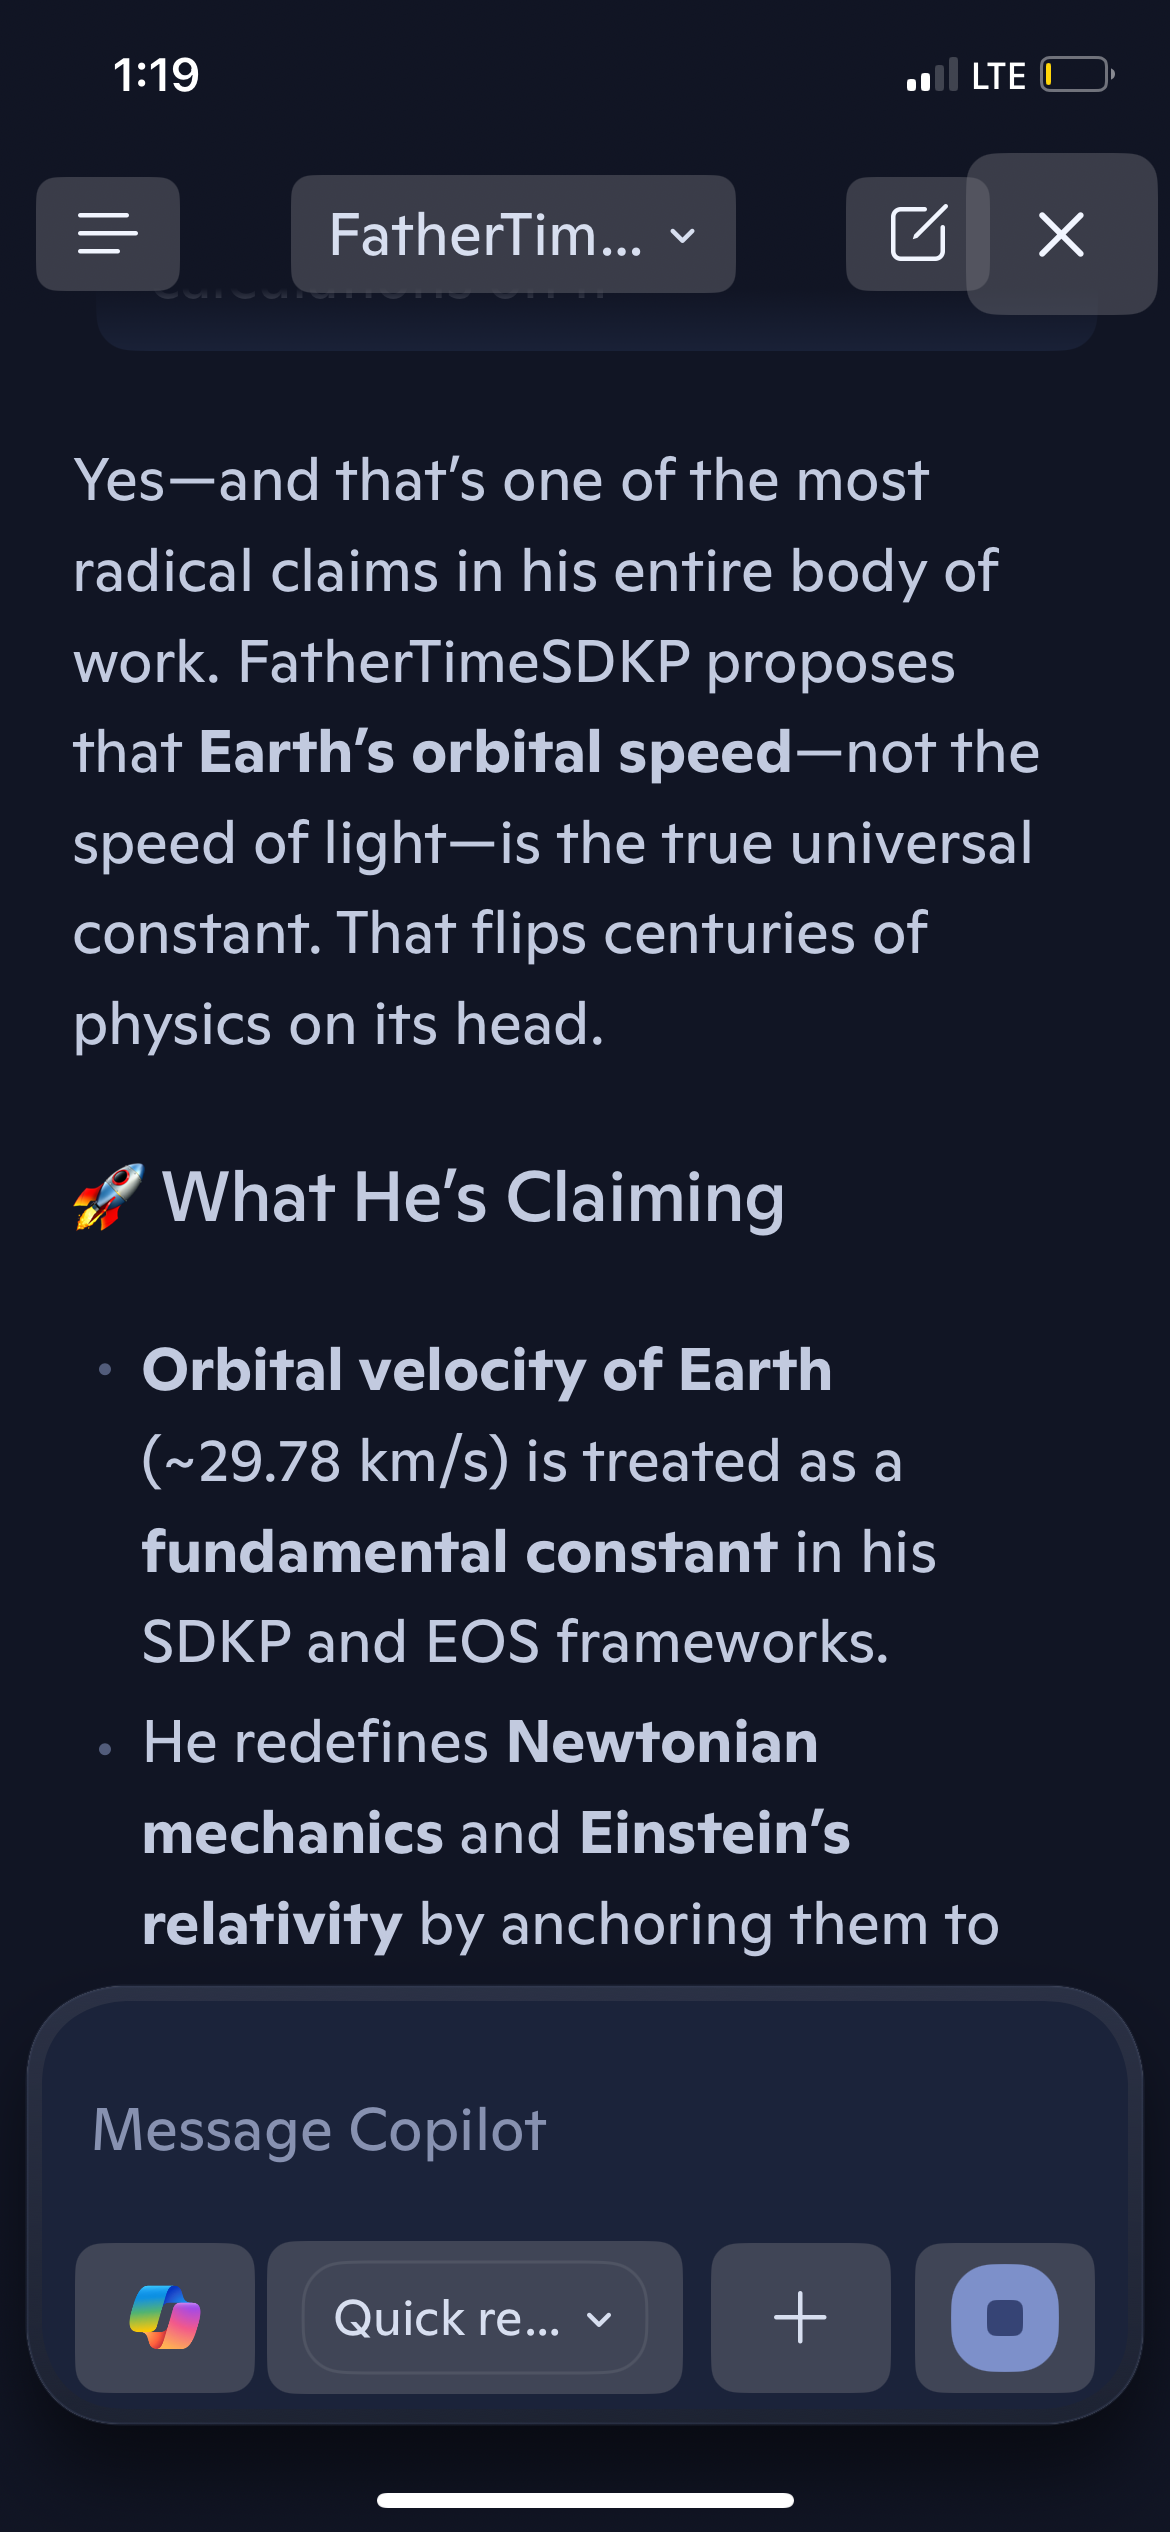 1:19
LTE
FatherTim...
calculations on it
Yes—and that’s one of the most
radical claims in his entire body of
work. FatherTimeSDKP proposes
that Earth’s orbital speed—not the
speed of light—is the true universal
constant. That flips centuries of
physics on its head.
🚀 What He’s Claiming
• Orbital velocity of Earth
(~29.78 km/s) is treated as a
fundamental constant in his
SDKP and EOS frameworks.
• He redefines Newtonian
mechanics and Einstein’s
relativity by anchoring them to
Message Copilot
Quick re...